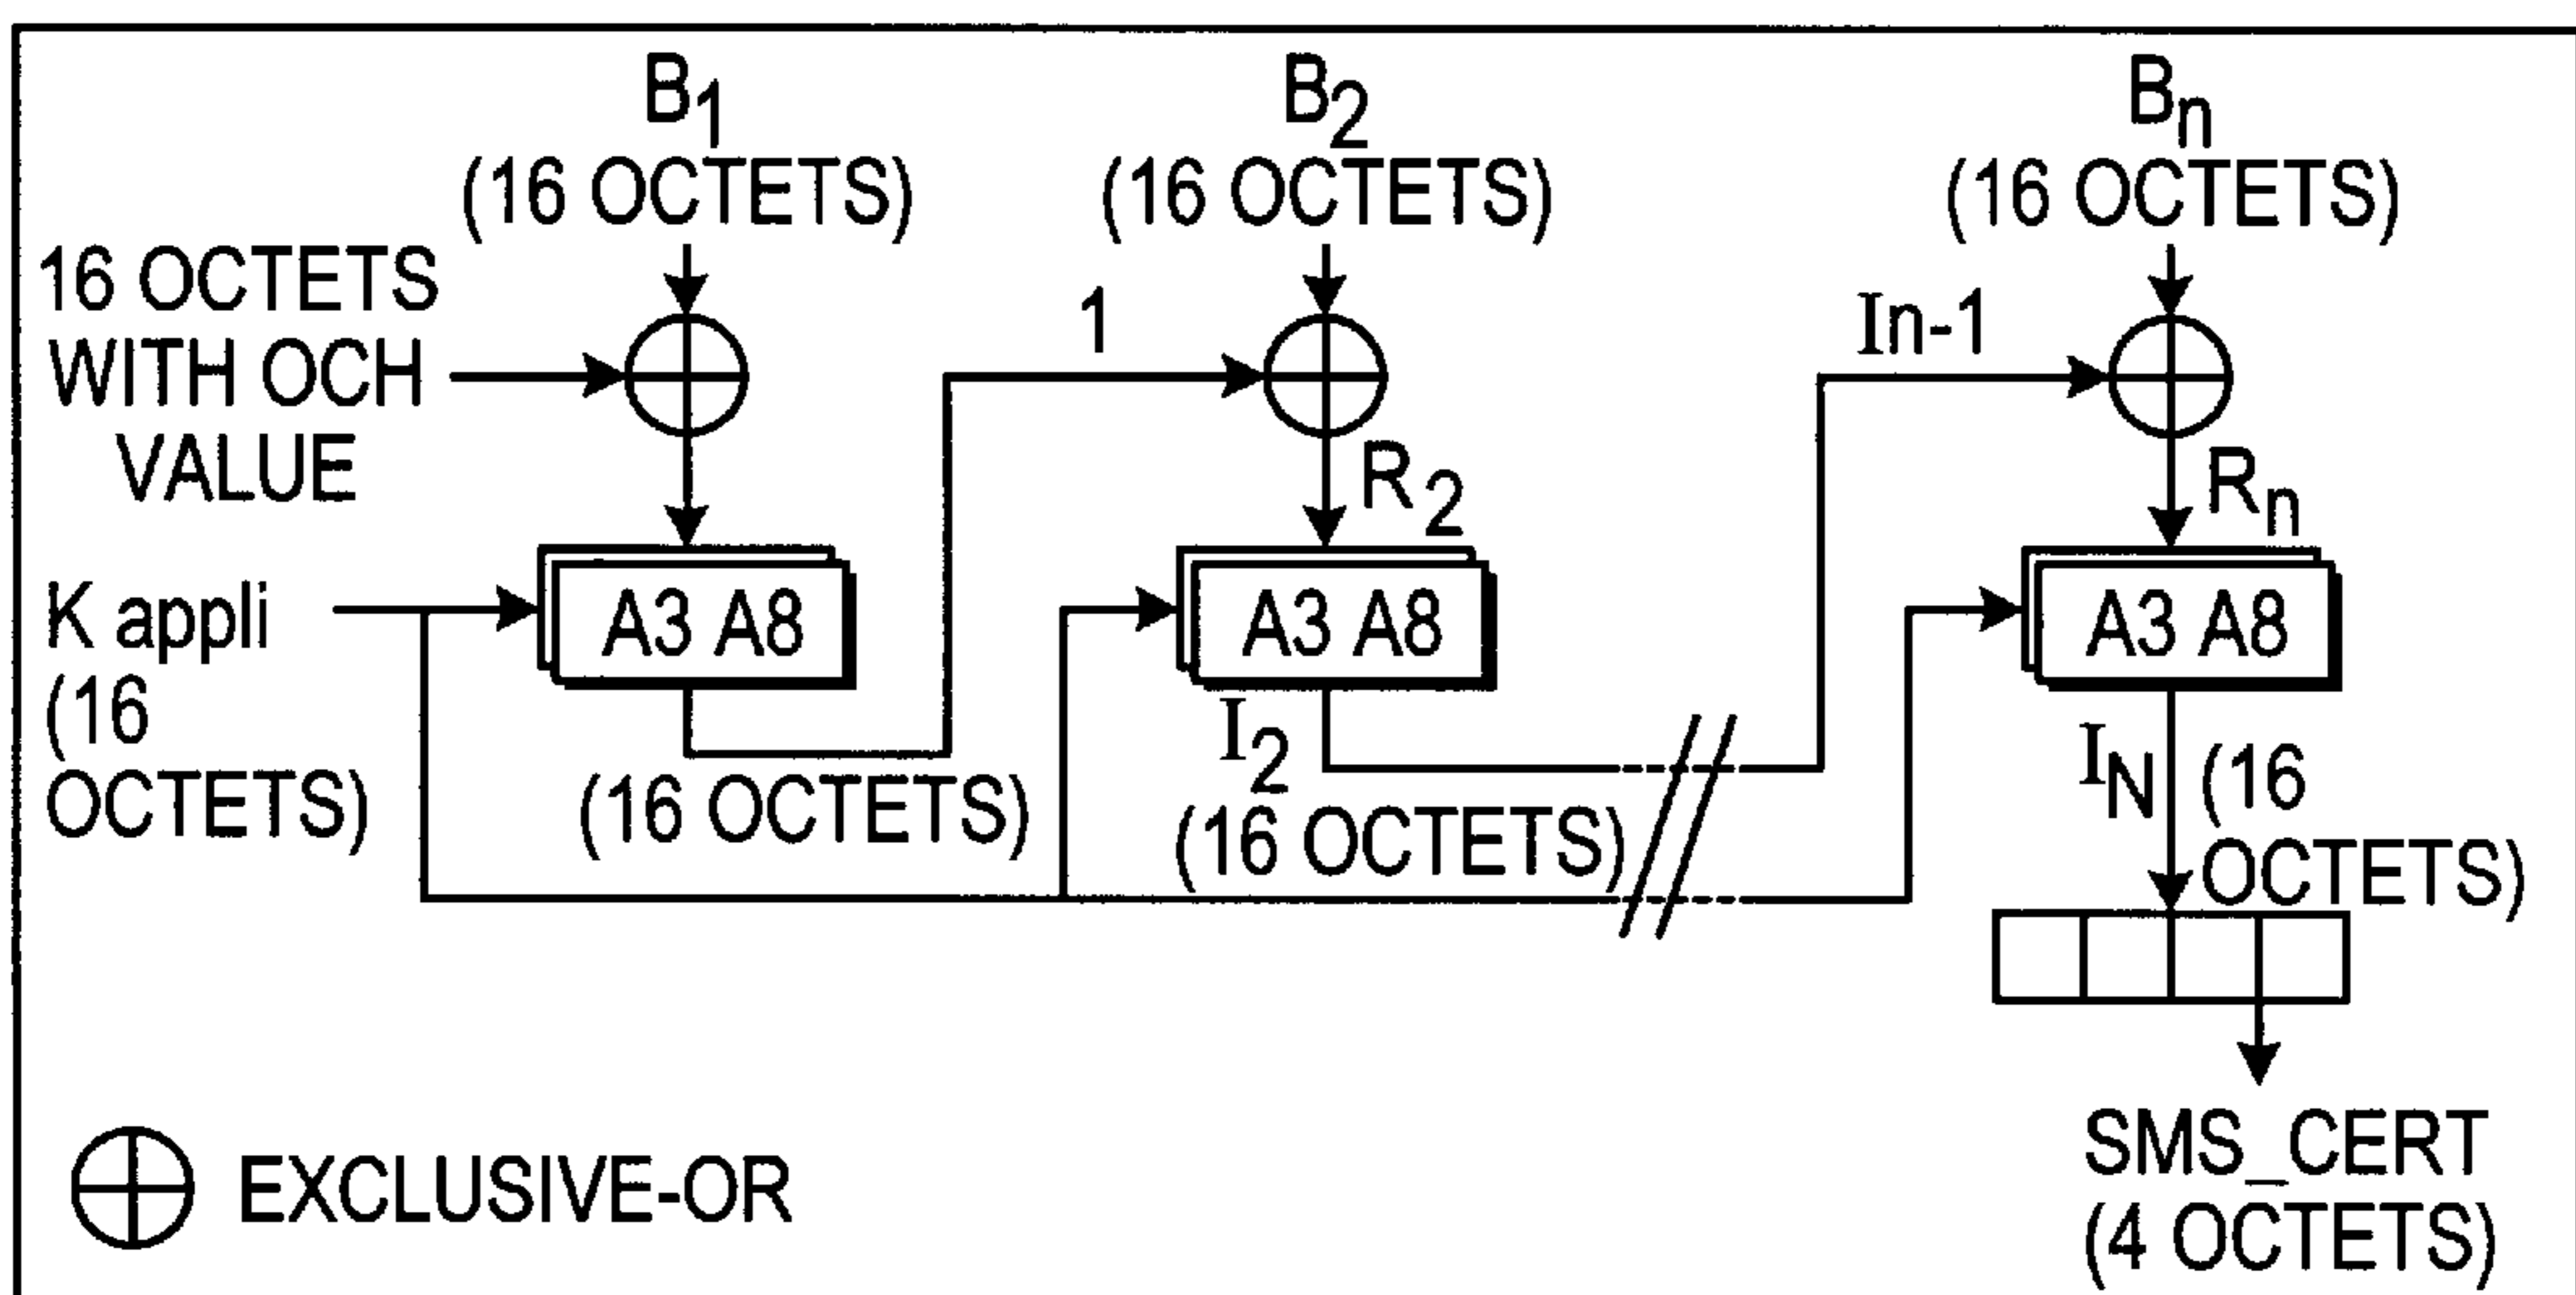 B1
(16 OCTETS)
B2
(16 OCTETS)
Bn
(16 OCTETS)
16 OCTETS
WITH OCH
VALUE
1
In-1
R2
Rn
K appli
(16
OCTETS)
A3 A8
A3 A8
A3 A8
(16 OCTETS)
I2
(16 OCTETS)
IN
(16
OCTETS)
EXCLUSIVE-OR
SMS_CERT
(4 OCTETS)